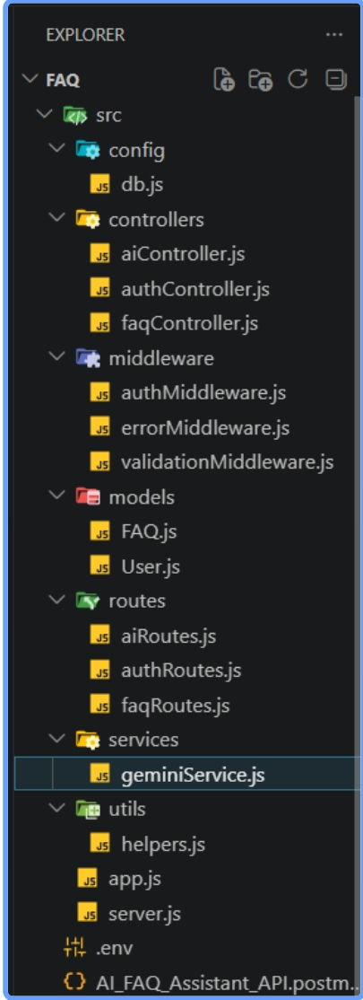 EXPLORER ...
FAQ
src
config
db.js
controllers
aiController.js
authController.js
faqController.js
middleware
authMiddleware.js
errorMiddleware.js
validationMiddleware.js
models
FAQ.js
User.js
routes
aiRoutes.js
authRoutes.js
faqRoutes.js
services
geminiService.js
utils
helpers.js
app.js
server.js
.env
AI_FAQ_Assistant_API.postm...